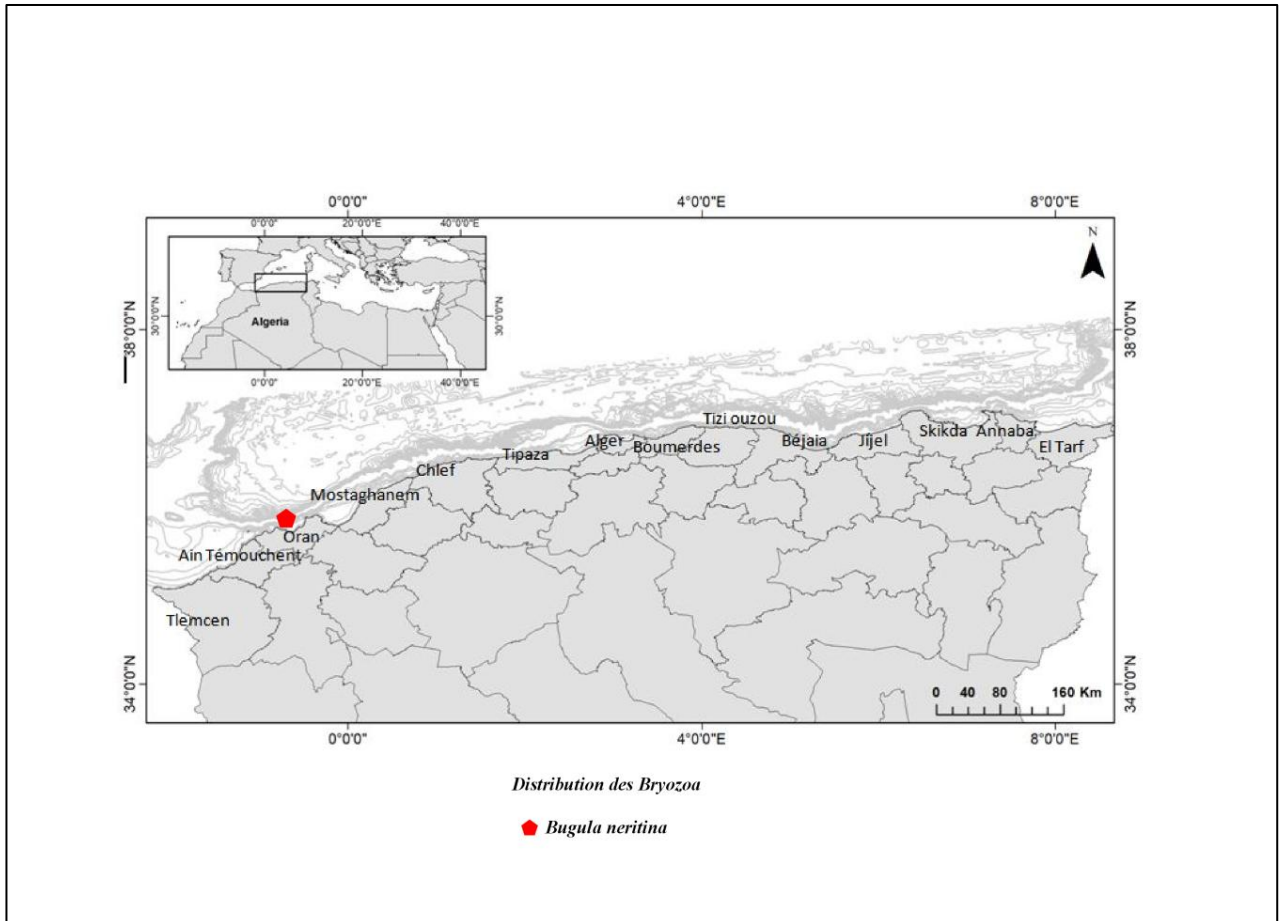 0°0'0" 4°0'0"E 8°0'0"E
0°0'0" 20°0'0"E 40°0'0"E
N
38°0'0"N
30°0'0"N
Algeria
30°0'0"N
38°0'0"N
0°0'0" 20°0'0"E 40°0'0"E
Tizi ouzou
Alger
Boumerdes
Béjaia
Jijel
Skikda
Annaba
El Tarf
Tipaza
Chlef
Mostaghanem
Oran
Ain Témouchent
Tlemcen
34°0'0"N
0 40 80 160 Km
34°0'0"N
0°0'0" 4°0'0"E 8°0'0"E
Distribution des Bryozoa
Bugula neritina